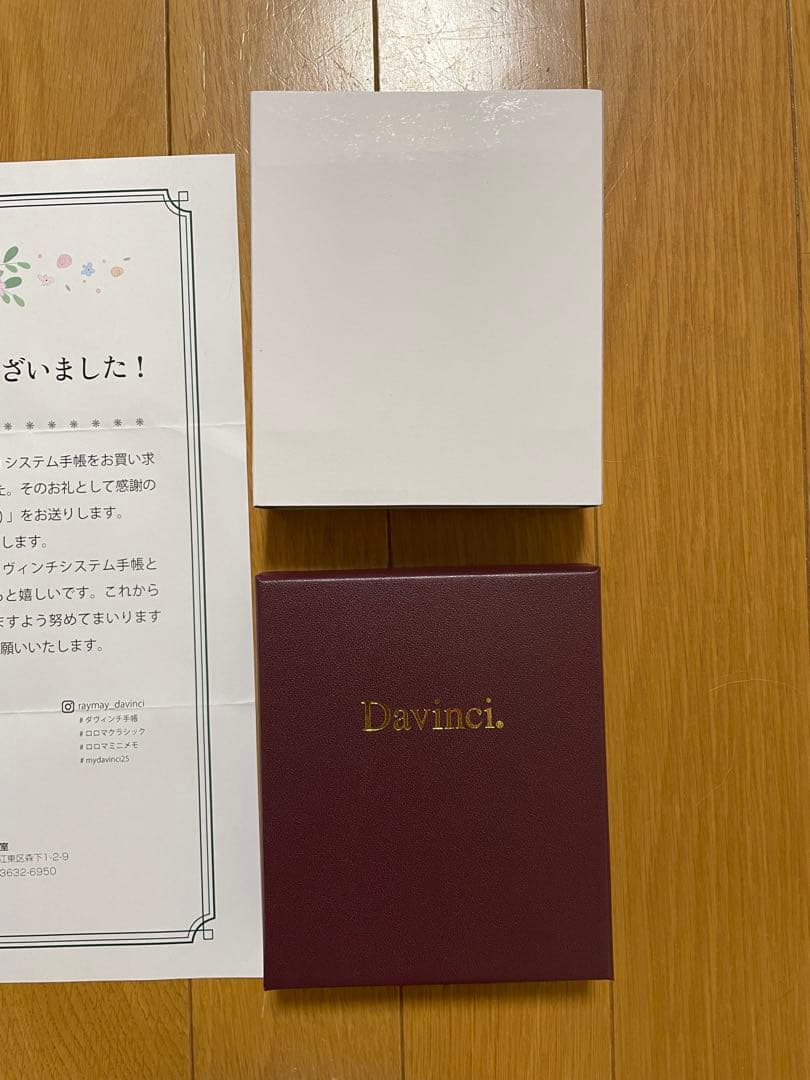 ざいました！
システム手帳をお買い求
た。そのお礼として感謝の
）」をお送りします。
します。
ヴィンチシステム手帳と
っと嬉しいです。これから
ますよう努めてまいります
願いいたします。
raymay_davinci
#ダヴィンチ手帳
#ロロマクラシック
#ロロマミニメモ
#mydavinci25
室
江東区森下1-2-9
3632-6950
Davinci.®